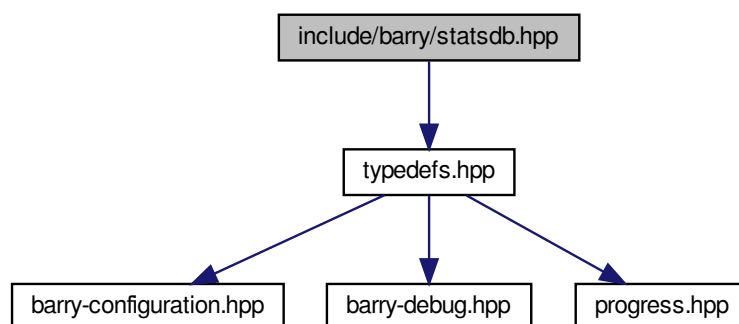 include/barry/statsdb.hpp
typedefs.hpp
barry-configuration.hpp
barry-debug.hpp
progress.hpp